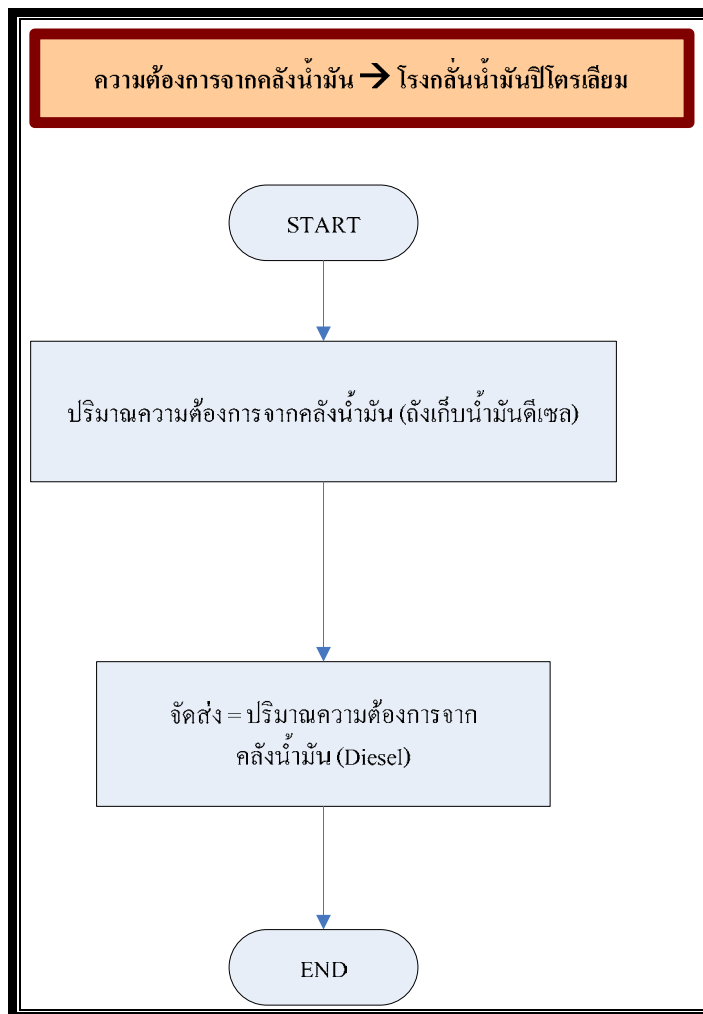 ความต้องการจากคลังน้ำมัน → โรงกลั่นน้ำมันปิโตรเลียม
START
ปริมาณความต้องการจากคลังน้ำมัน (ถังเก็บน้ำมันดีเซล)
จัดส่ง = ปริมาณความต้องการจาก
คลังน้ำมัน (Diesel)
END